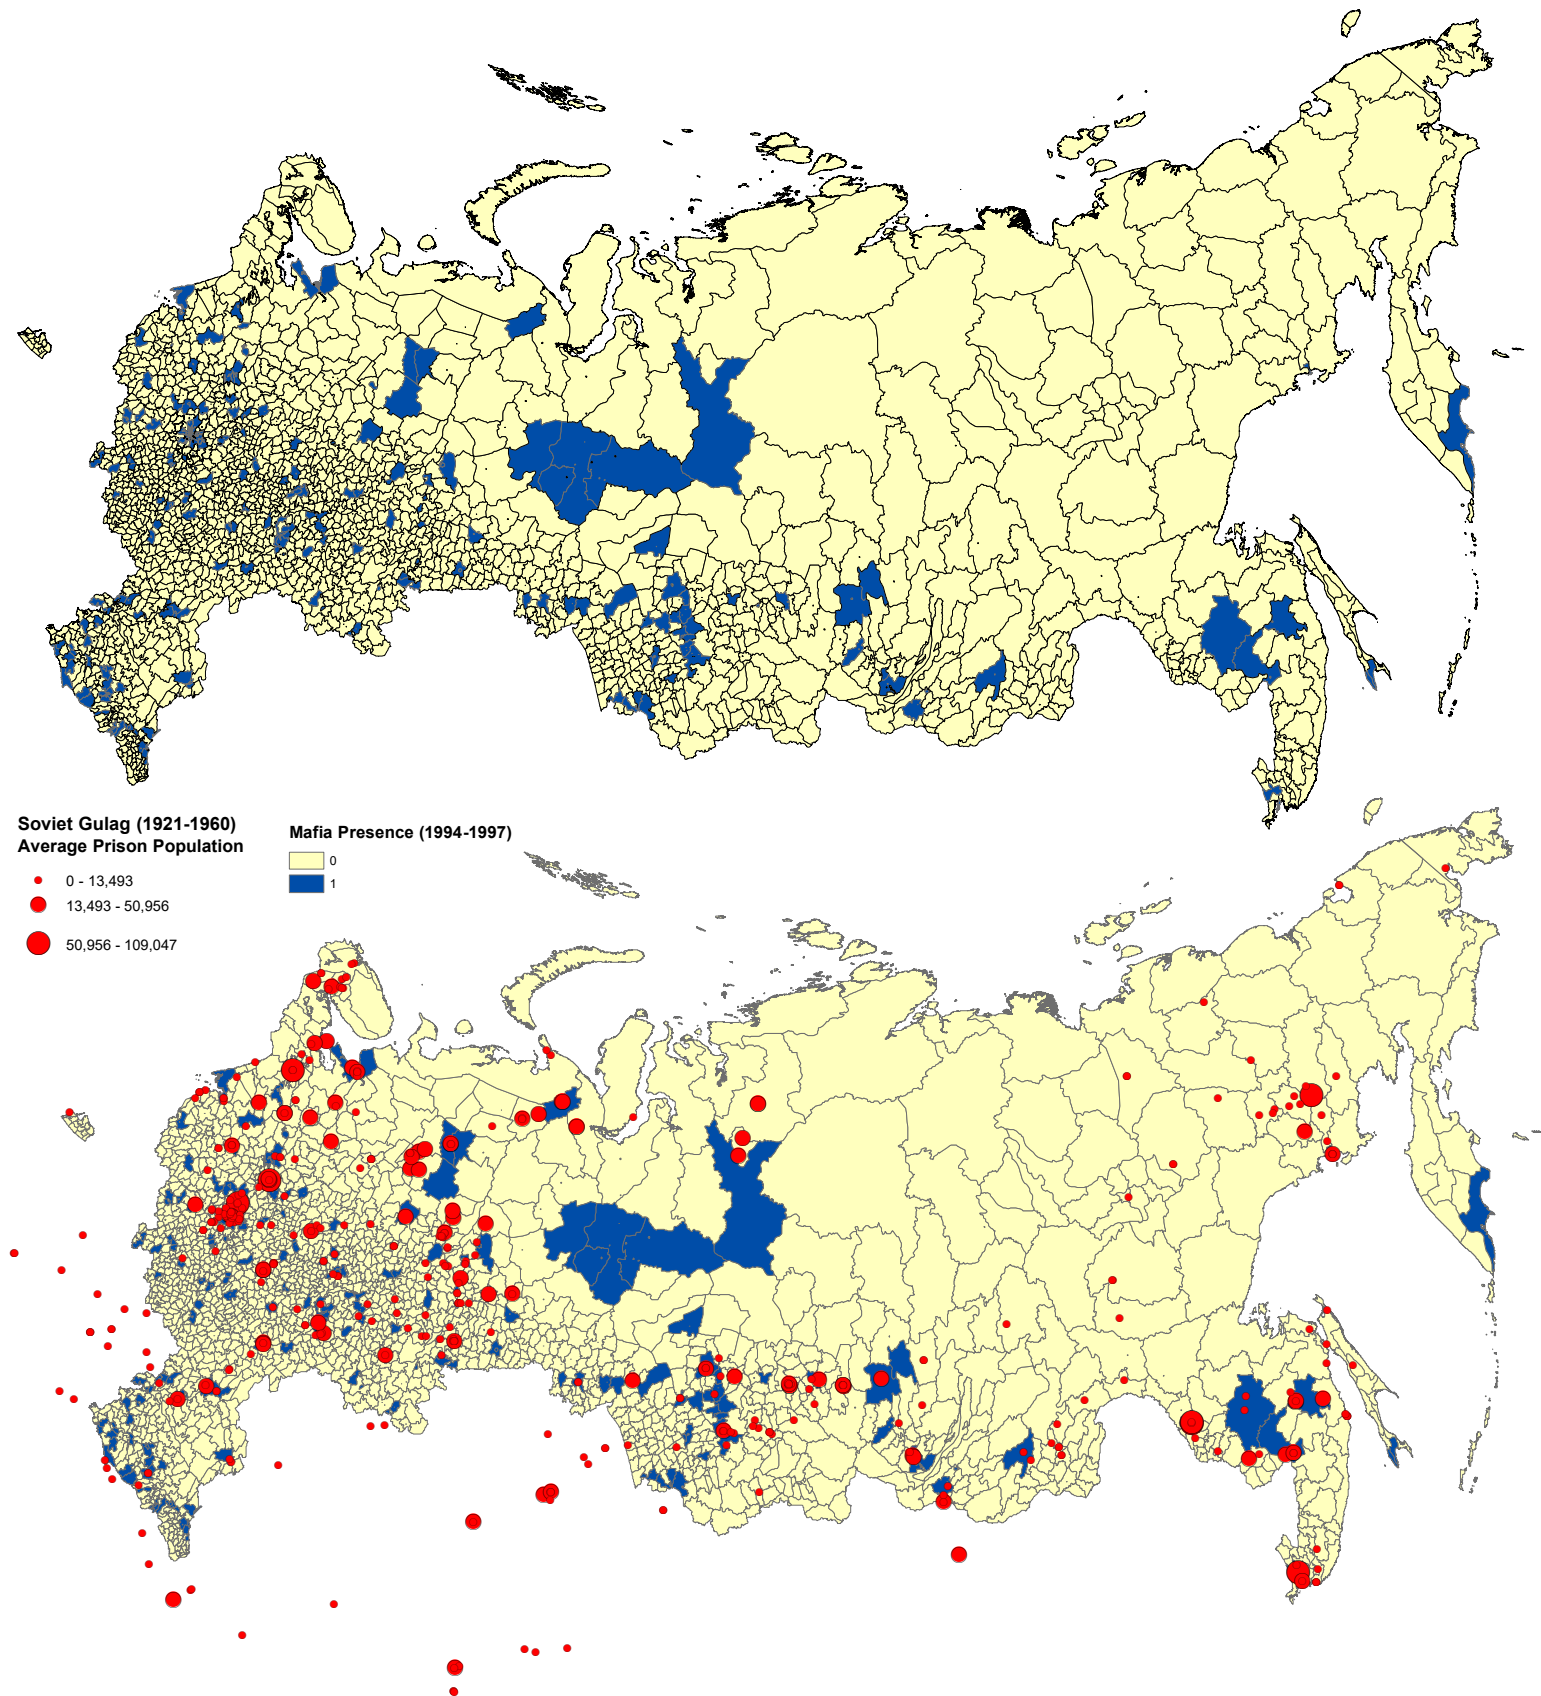 Soviet Gulag (1921-1960)
Average Prison Population
0 - 13,493
13,493 - 50,956
50,956 - 109,047
Mafia Presence (1994-1997)
0
1